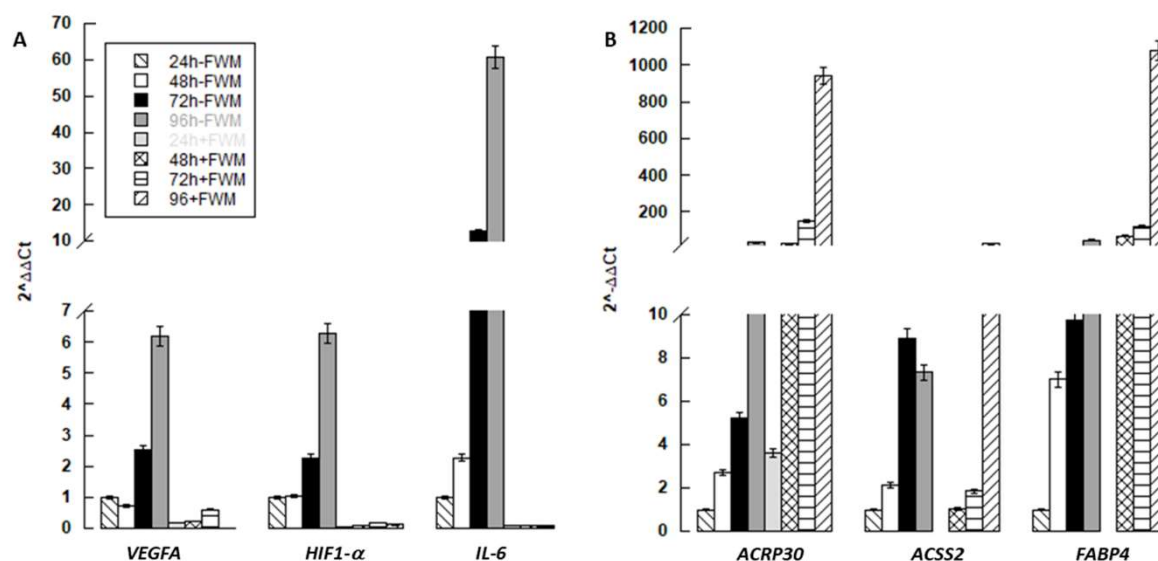 A
70
60
50
40
30
20
10
7
6
5
4
3
2
1
0
2^ΔΔCt
24h-FWM
48h-FWM
72h-FWM
96h-FWM
24h+FWM
48h+FWM
72h+FWM
96+FWM
VEGFA
HIF1-α
IL-6
B
1200
1000
800
600
400
200
10
8
6
4
2
0
2^-ΔΔCt
ACRP30
ACSS2
FABP4